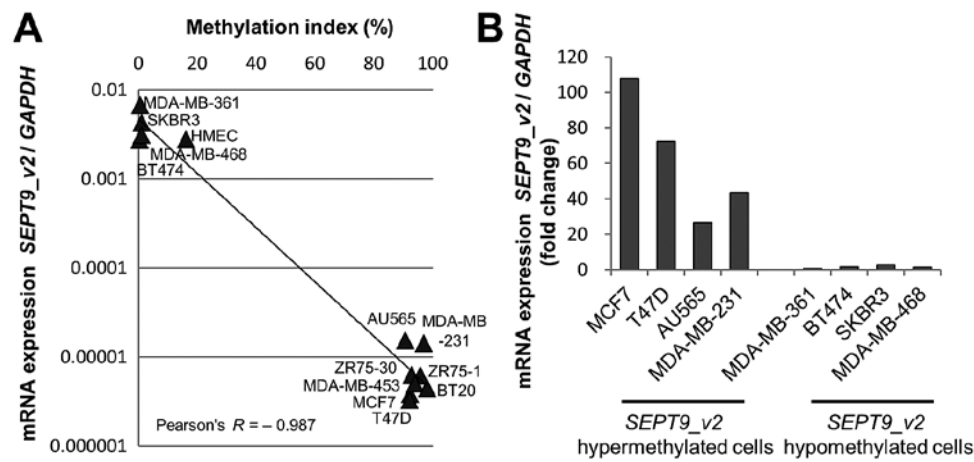 A
Methylation index (%)
0 20 40 60 80 100
mRNA expression SEPT9_v2 / GAPDH
0.01
0.001
0.0001
0.00001
0.000001
MDA-MB-361
SKBR3
HMEC
MDA-MB-468
BT474
AU565
MDA-MB
-231
ZR75-30
ZR75-1
MDA-MB-453
BT20
MCF7
T47D
Pearson's R = – 0.987
B
mRNA expression SEPT9_v2 / GAPDH
(fold change)
120
100
80
60
40
20
0
MCF7
T47D
AU565
MDA-MB-231
MDA-MB-361
BT474
SKBR3
MDA-MB-468
SEPT9_v2
hypermethylated cells
SEPT9_v2
hypomethylated cells